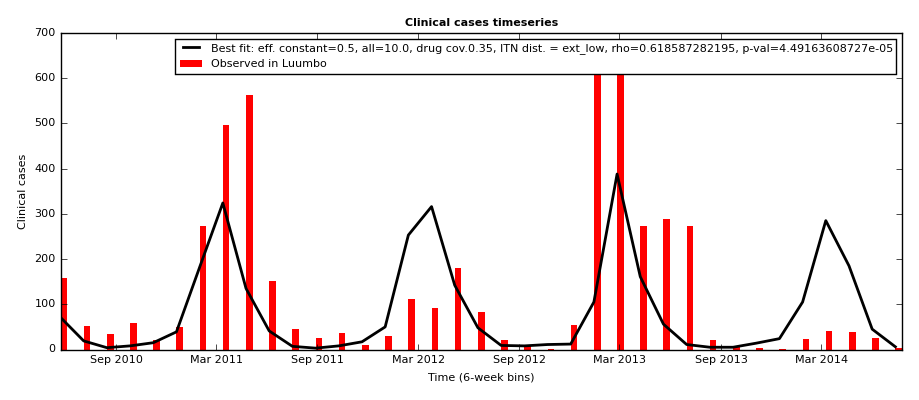 Clinical cases timeseries
Best fit: eff. constant=0.5, all=10.0, drug cov.0.35, ITN dist. = ext_low, rho=0.618587282195, p-val=4.49163608727e-05
Observed in Luumbo
Clinical cases
700
600
500
400
300
200
100
0
Sep 2010 Mar 2011 Sep 2011 Mar 2012 Sep 2012 Mar 2013 Sep 2013 Mar 2014
Time (6-week bins)